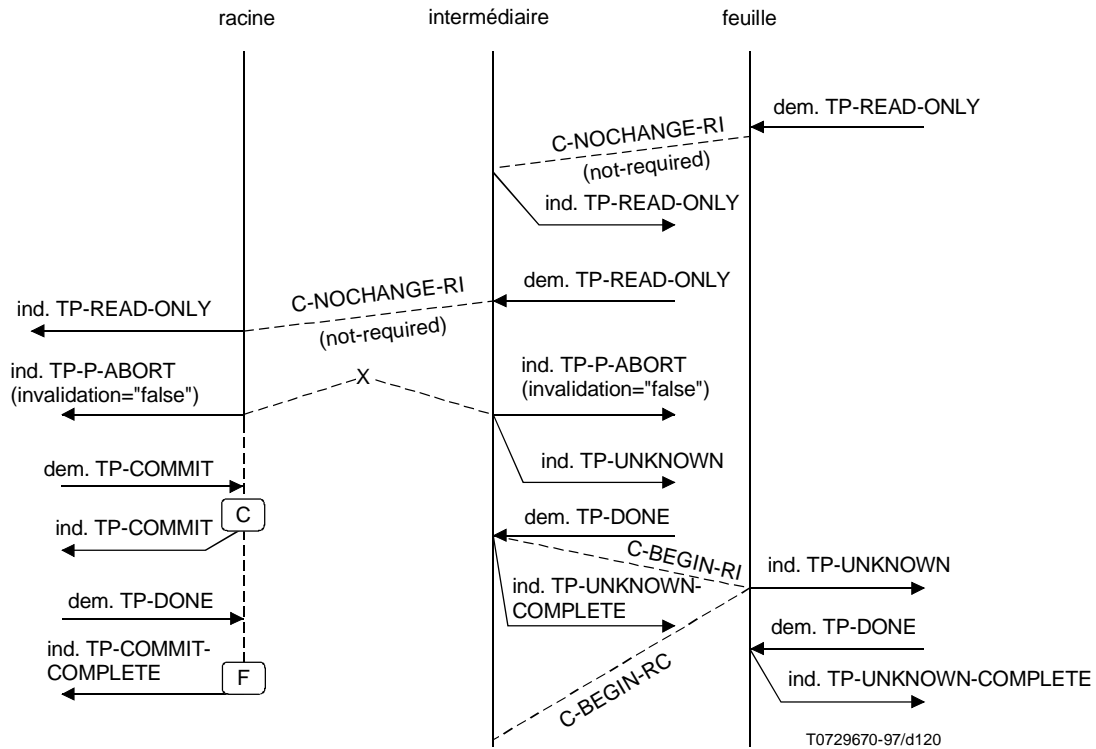 racine
intermédiaire
feuille
dem. TP-READ-ONLY
C-NOCHANGE-RI
(not-required)
ind. TP-READ-ONLY
dem. TP-READ-ONLY
C-NOCHANGE-RI
(not-required)
ind. TP-READ-ONLY
ind. TP-P-ABORT
(invalidation="false")
X
ind. TP-P-ABORT
(invalidation="false")
ind. TP-UNKNOWN
dem. TP-COMMIT
C
ind. TP-COMMIT
dem. TP-DONE
C-BEGIN-RI
ind. TP-UNKNOWN
ind. TP-UNKNOWN-
COMPLETE
dem. TP-DONE
dem. TP-DONE
ind. TP-COMMIT-
COMPLETE
F
C-BEGIN-RC
ind. TP-UNKNOWN-COMPLETE
T0729670-97/d120